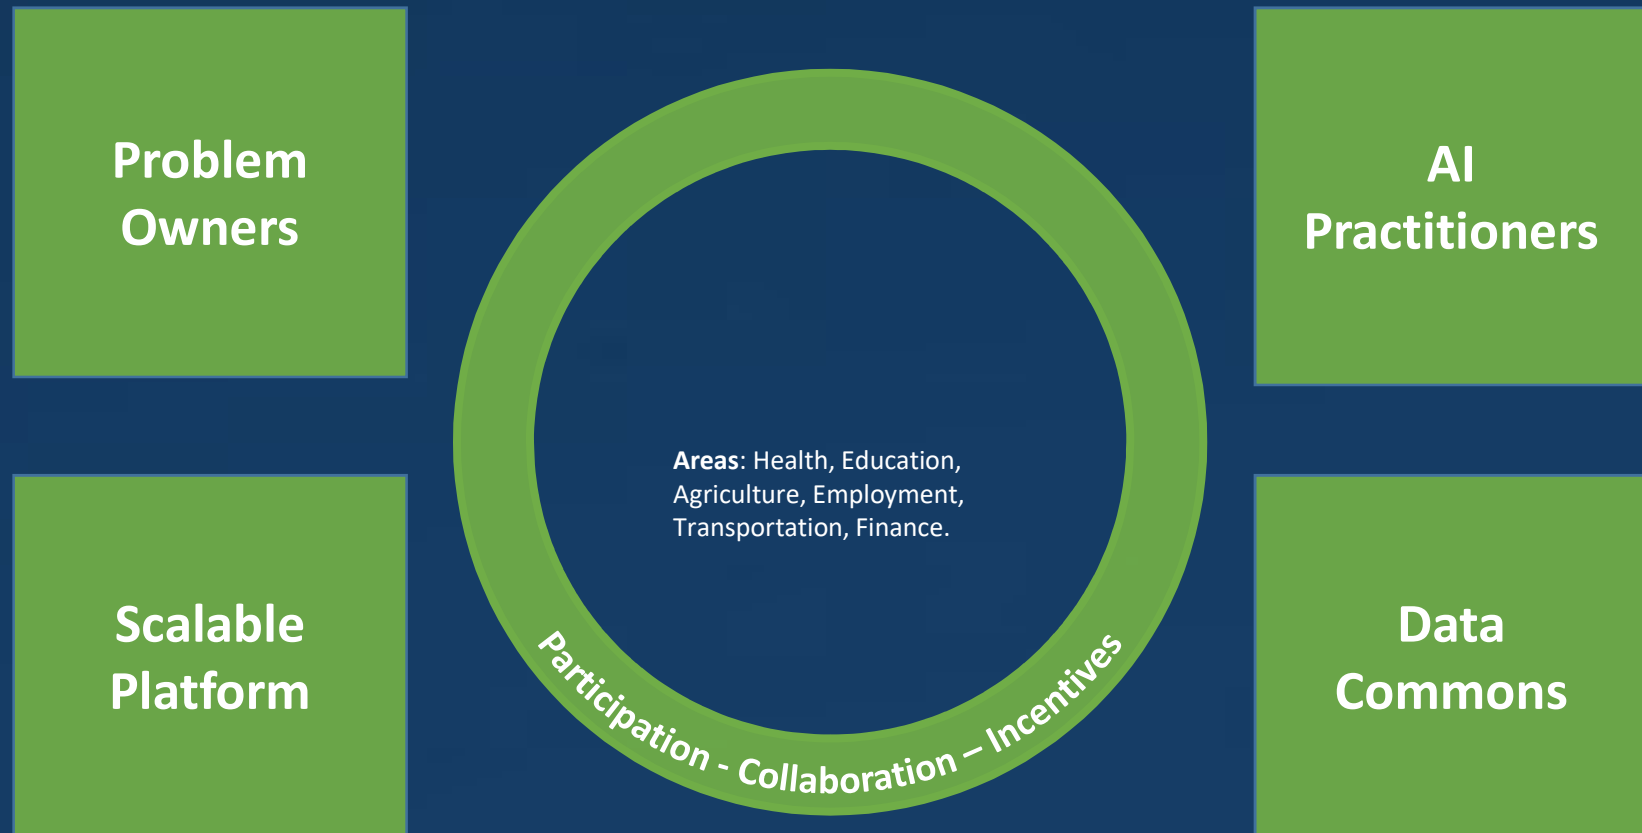 Problem
Owners
AI
Practitioners
Areas: Health, Education,
Agriculture, Employment,
Transportation, Finance.
Scalable
Platform
Data
Commons
Participation - Collaboration – Incentives